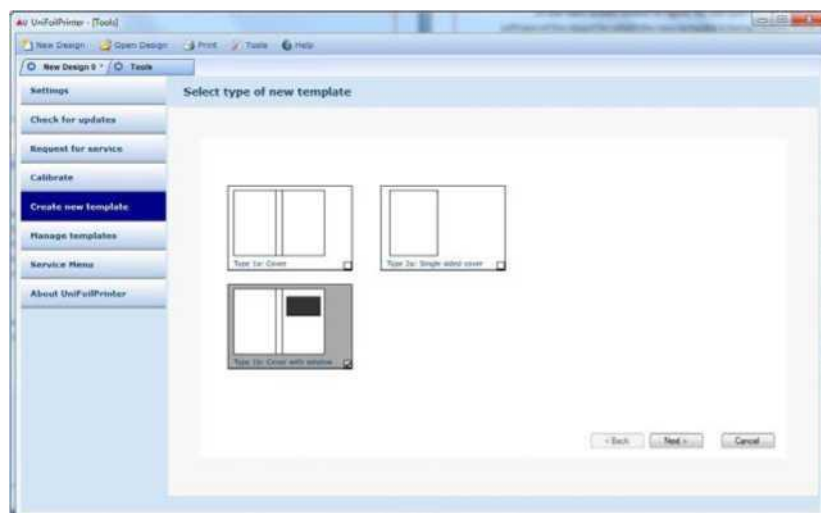 UniFoilPrinter - [Tools]
New Design Open Design Print Tools Help
New Design 0 * Tools
Settings
Select type of new template
Check for updates
Request for service
Calibrate
Create new template
Manage templates
Service Menu
About UniFoilPrinter
Type 1a: Cover
Type 2a: Single sided cover
Type 1b: Cover with window
< Back Next > Cancel